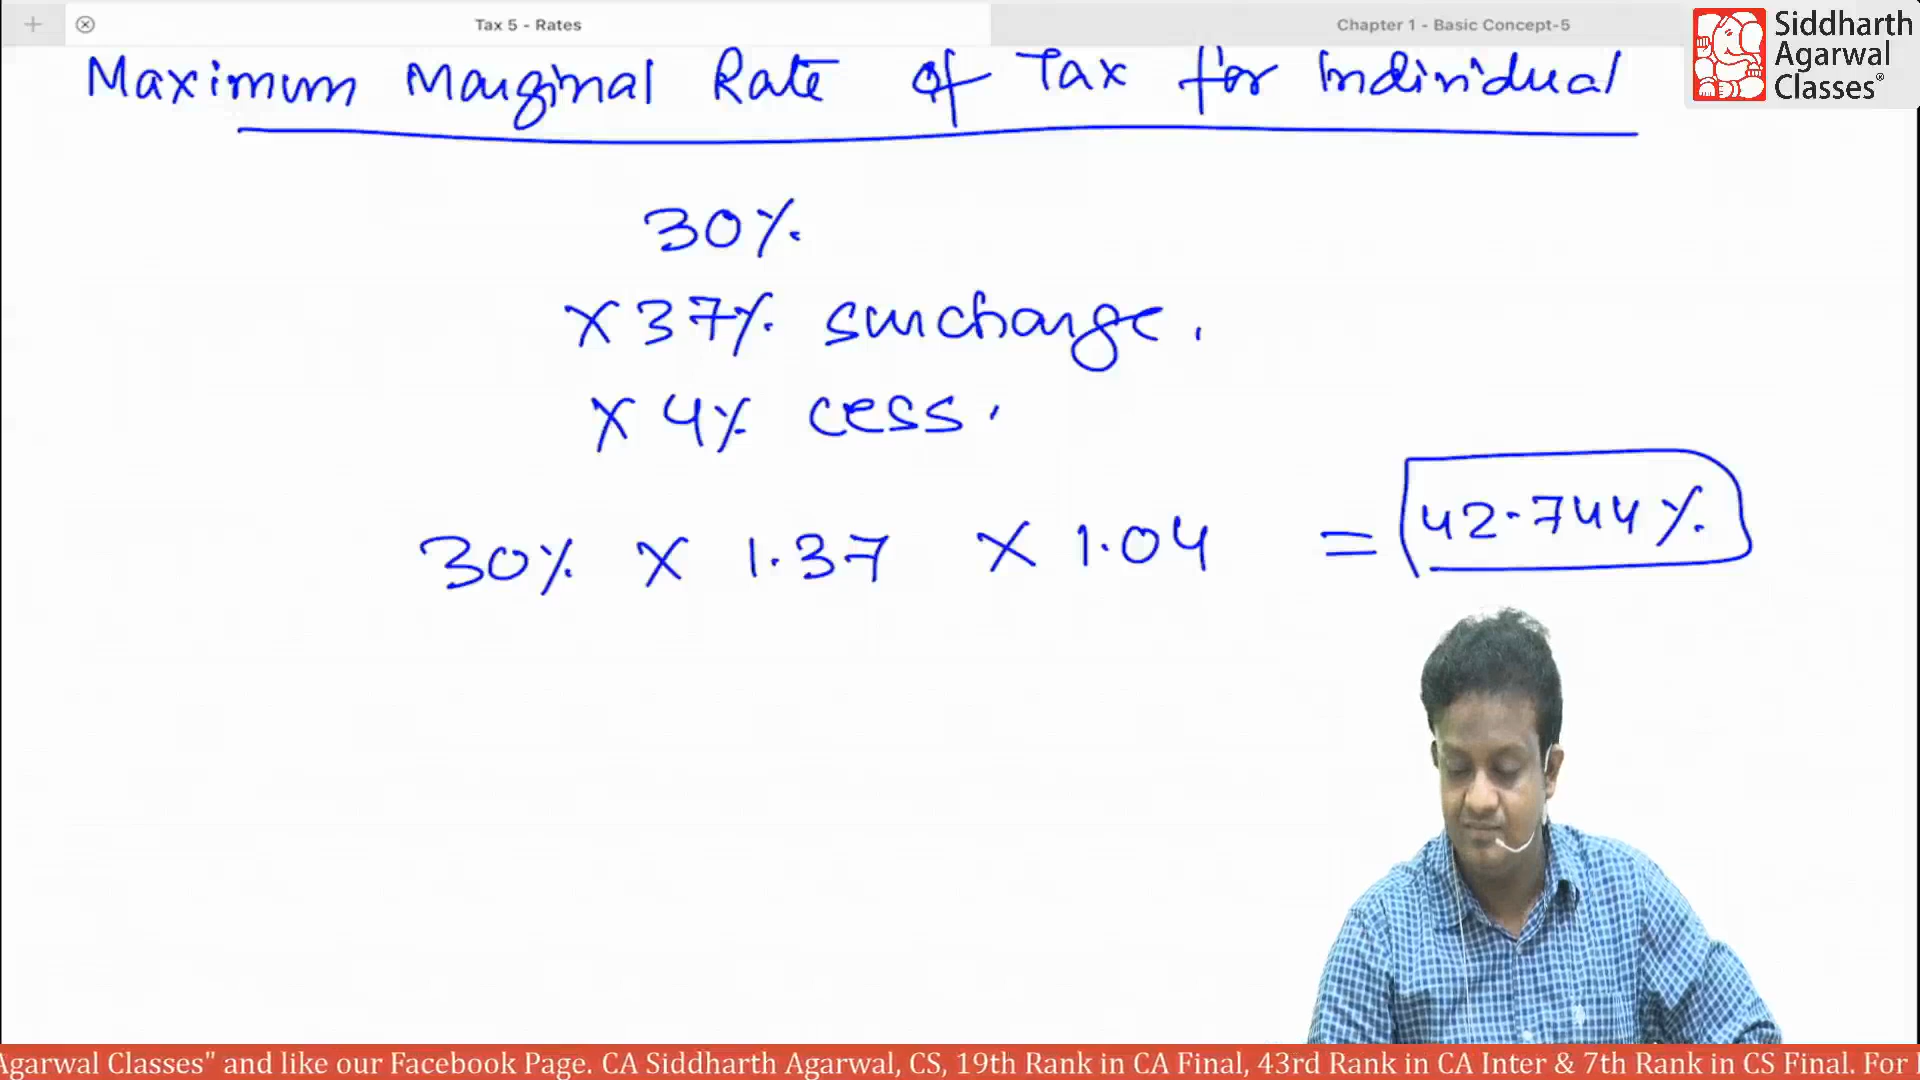 Tax 5 - Rates
Chapter 1 - Basic Concept-5
Siddharth
Agarwal
Classes®
Maximum Marginal Rate of Tax for Individual
30%
X 37% surcharge.
X 4% cess.
30% X 1.37 X 1.04 = 42.744%
Agarwal Classes" and like our Facebook Page. CA Siddharth Agarwal, CS, 19th Rank in CA Final, 43rd Rank in CA Inter & 7th Rank in CS Final. For